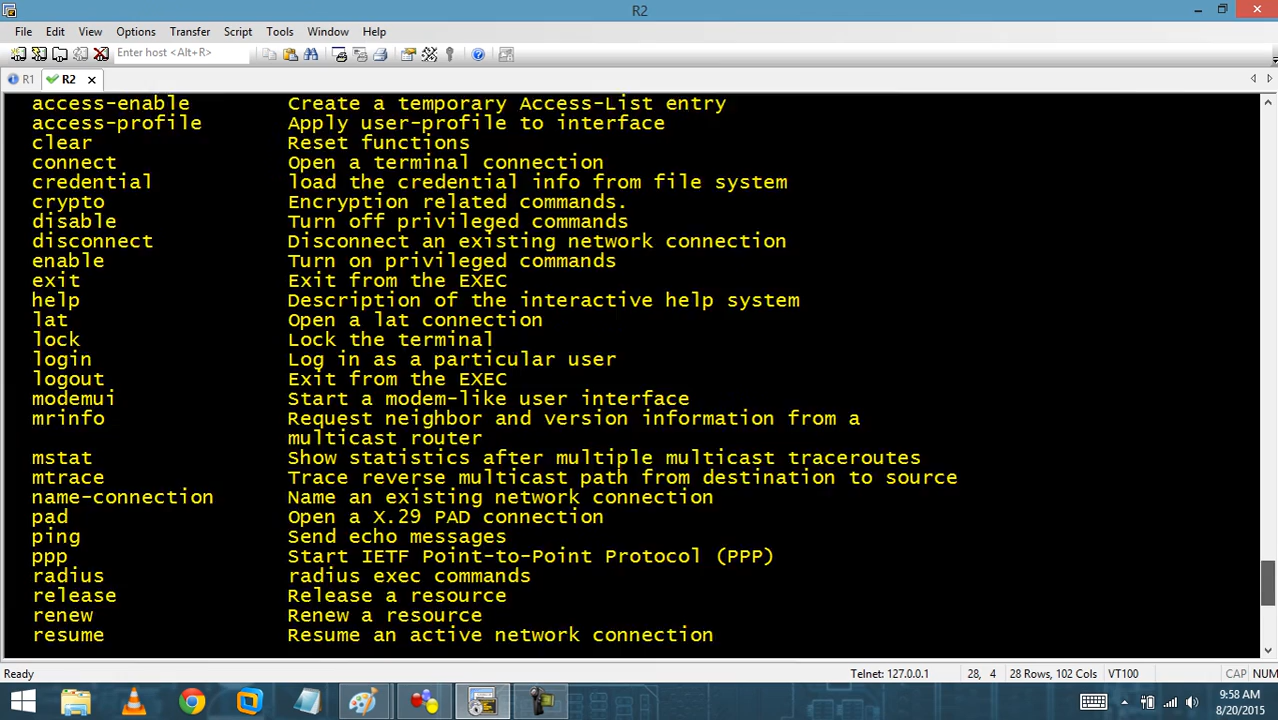 R2
File Edit View Options Transfer Script Tools Window Help
Enter host <Alt+R>
R1 R2
access-enable Create a temporary Access-List entry
access-profile Apply user-profile to interface
clear Reset functions
connect Open a terminal connection
credential load the credential info from file system
crypto Encryption related commands.
disable Turn off privileged commands
disconnect Disconnect an existing network connection
enable Turn on privileged commands
exit Exit from the EXEC
help Description of the interactive help system
lat Open a lat connection
lock Lock the terminal
login Log in as a particular user
logout Exit from the EXEC
modemui Start a modem-like user interface
mrinfo Request neighbor and version information from a
multicast router
mstat Show statistics after multiple multicast traceroutes
mtrace Trace reverse multicast path from destination to source
name-connection Name an existing network connection
pad Open a X.29 PAD connection
ping Send echo messages
ppp Start IETF Point-to-Point Protocol (PPP)
radius radius exec commands
release Release a resource
renew Renew a resource
resume Resume an active network connection
Ready Telnet: 127.0.0.1 28, 4 28 Rows, 102 Cols VT100 CAP NUM
9:58 AM
8/20/2015